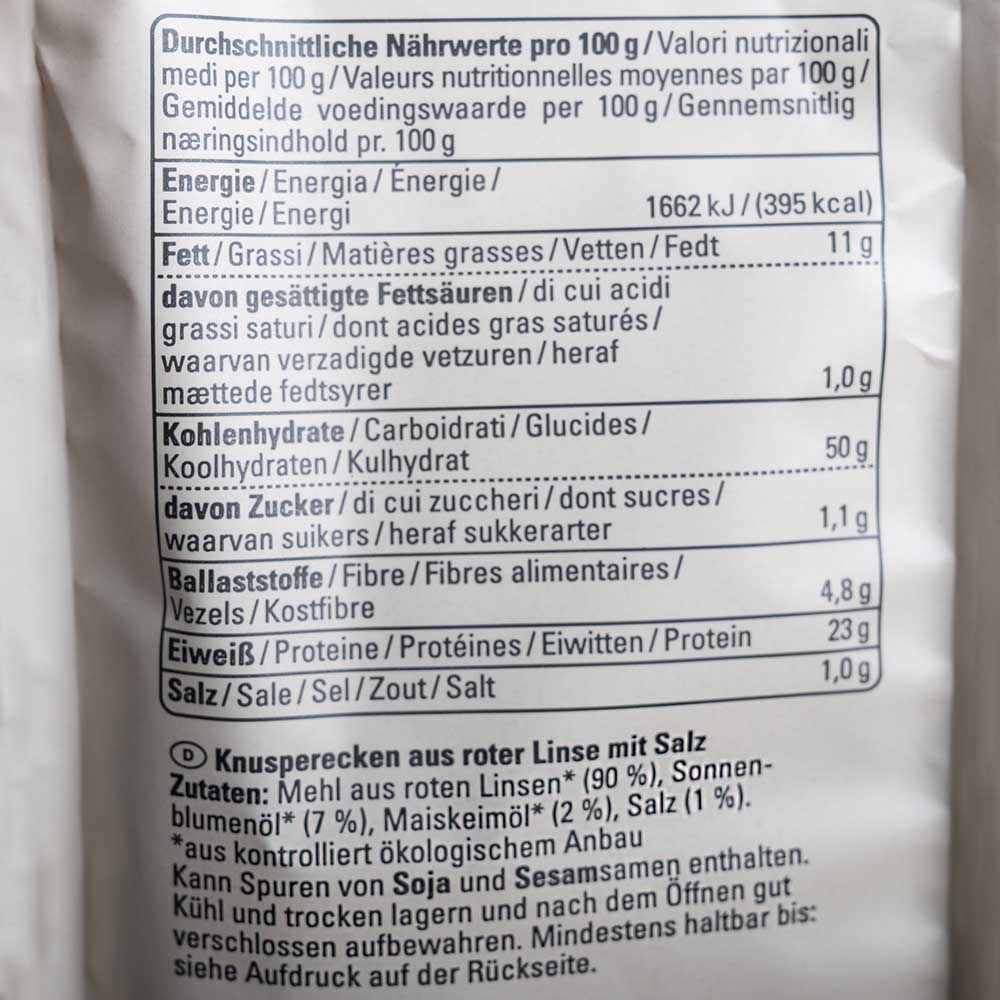 Durchschnittliche Nährwerte pro 100 g/Valori nutrizionali
medi per 100 g/Valeurs nutritionnelles moyennes par 100 g/
Gemiddelde voedingswaarde per 100 g/Gennemsnitlig
næringsindhold pr. 100 g
Energie/Energia/Énergie/
Energie/Energi 1662 kJ/(395 kcal)
Fett/Grassi/Matières grasses/Vetten/Fedt 11 g
davon gesättigte Fettsäuren/di cui acidi
grassi saturi/dont acides gras saturés/
waarvan verzadigde vetzuren/heraf
mættede fedtsyrer 1,0 g
Kohlenhydrate/Carboidrati/Glucides/
Koolhydraten/Kulhydrat 50 g
davon Zucker/di cui zuccheri/dont sucres/
waarvan suikers/heraf sukkerarter 1,1 g
Ballaststoffe/Fibre/Fibres alimentaires/
Vezels/Kostfibre 4,8 g
Eiweiß/Proteine/Protéines/Eiwitten/Protein 23 g
Salz/Sale/Sel/Zout/Salt 1,0 g
D Knusperecken aus roter Linse mit Salz
Zutaten: Mehl aus roten Linsen* (90 %), Sonnen-
blumenöl* (7 %), Maiskeimöl* (2 %), Salz (1 %).
*aus kontrolliert ökologischem Anbau
Kann Spuren von Soja und Sesamsamen enthalten.
Kühl und trocken lagern und nach dem Öffnen gut
verschlossen aufbewahren. Mindestens haltbar bis:
siehe Aufdruck auf der Rückseite.